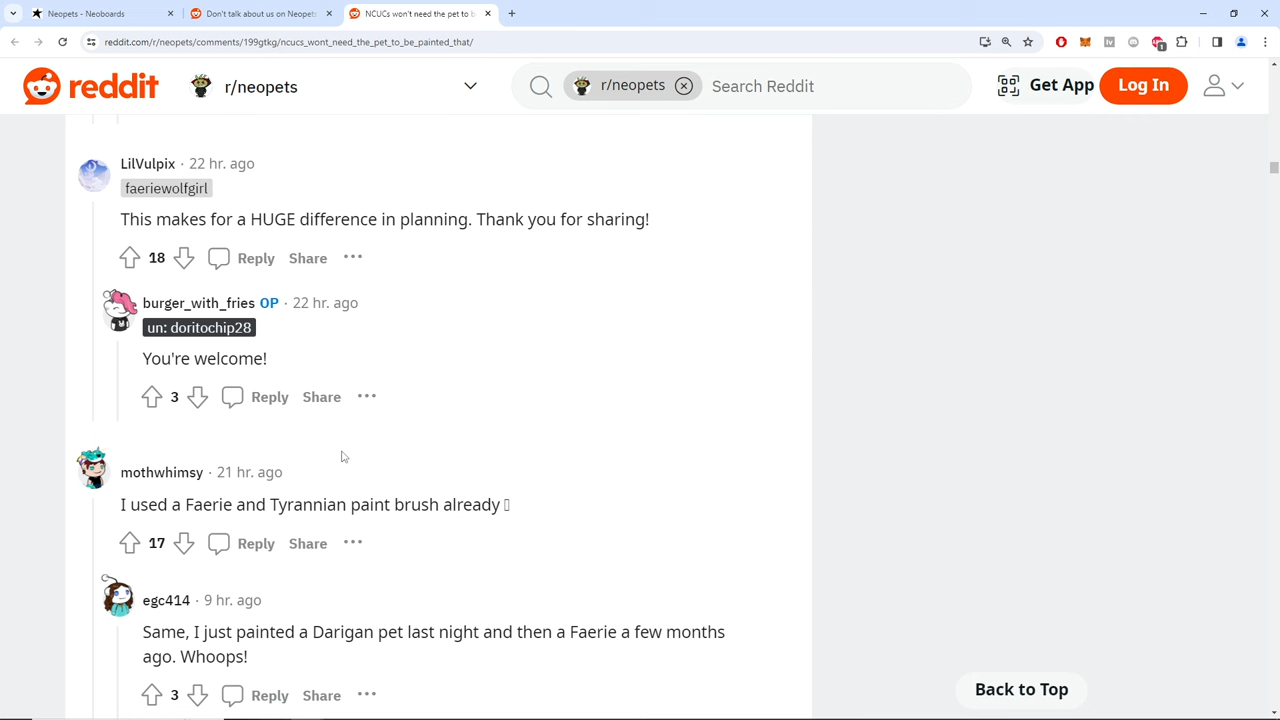 Neopets - Neoboards
Don't talk about us on Neopets
NCUCs won't need the pet to b
reddit.com/r/neopets/comments/199gtkg/ncucs_wont_need_the_pet_to_be_painted_that/
reddit
r/neopets
r/neopets
Search Reddit
Get App
Log In
LilVulpix · 22 hr. ago
faeriewolfgirl
This makes for a HUGE difference in planning. Thank you for sharing!
18 Reply Share
burger_with_fries OP · 22 hr. ago
un: doritochip28
You're welcome!
3 Reply Share
mothwhimsy · 21 hr. ago
I used a Faerie and Tyrannian paint brush already
17 Reply Share
egc414 · 9 hr. ago
Same, I just painted a Darigan pet last night and then a Faerie a few months
ago. Whoops!
3 Reply Share
Back to Top